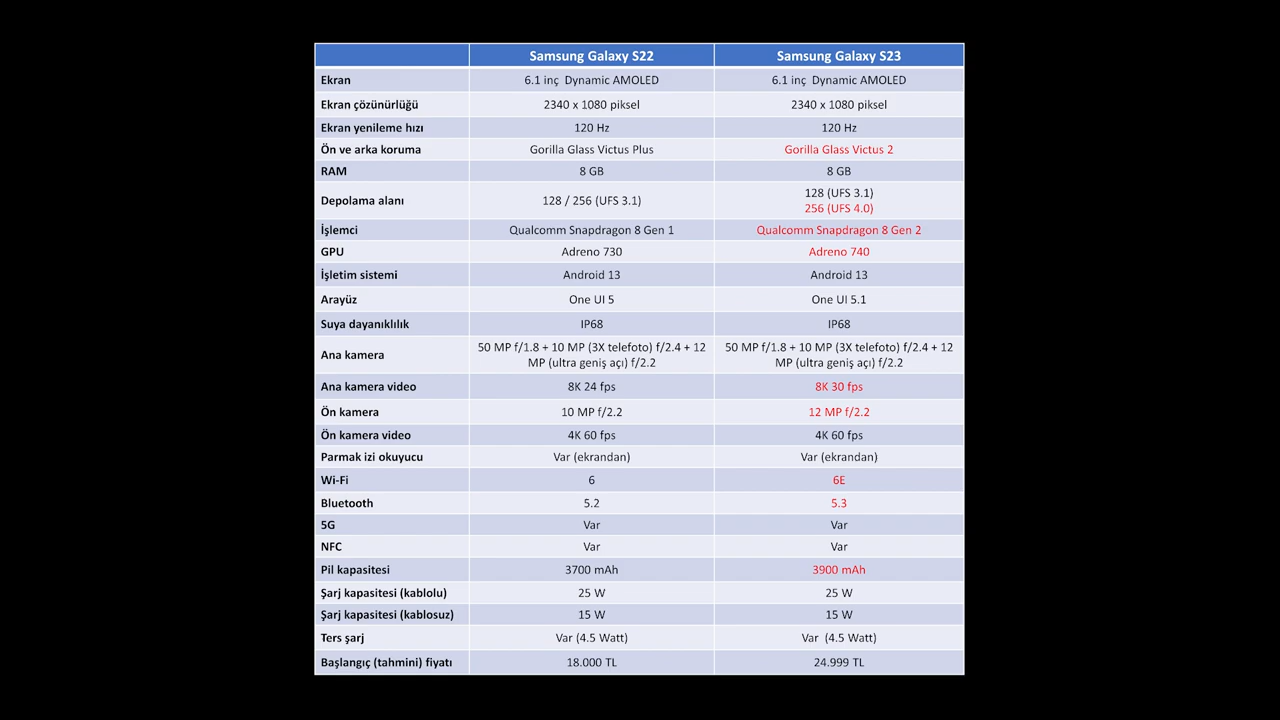 Samsung Galaxy S22 Samsung Galaxy S23
Ekran 6.1 inç Dynamic AMOLED 6.1 inç Dynamic AMOLED
Ekran çözünürlüğü 2340 x 1080 piksel 2340 x 1080 piksel
Ekran yenileme hızı 120 Hz 120 Hz
Ön ve arka koruma Gorilla Glass Victus Plus Gorilla Glass Victus 2
RAM 8 GB 8 GB
Depolama alanı 128 / 256 (UFS 3.1) 128 (UFS 3.1)
256 (UFS 4.0)
İşlemci Qualcomm Snapdragon 8 Gen 1 Qualcomm Snapdragon 8 Gen 2
GPU Adreno 730 Adreno 740
İşletim sistemi Android 13 Android 13
Arayüz One UI 5 One UI 5.1
Suya dayanıklılık IP68 IP68
Ana kamera 50 MP f/1.8 + 10 MP (3X telefoto) f/2.4 + 12 50 MP f/1.8 + 10 MP (3X telefoto) f/2.4 + 12
MP (ultra geniş açı) f/2.2 MP (ultra geniş açı) f/2.2
Ana kamera video 8K 24 fps 8K 30 fps
Ön kamera 10 MP f/2.2 12 MP f/2.2
Ön kamera video 4K 60 fps 4K 60 fps
Parmak izi okuyucu Var (ekrandan) Var (ekrandan)
Wi-Fi 6 6E
Bluetooth 5.2 5.3
5G Var Var
NFC Var Var
Pil kapasitesi 3700 mAh 3900 mAh
Şarj kapasitesi (kablolu) 25 W 25 W
Şarj kapasitesi (kablosuz) 15 W 15 W
Ters şarj Var (4.5 Watt) Var (4.5 Watt)
Başlangıç (tahmini) fiyatı 18.000 TL 24.999 TL